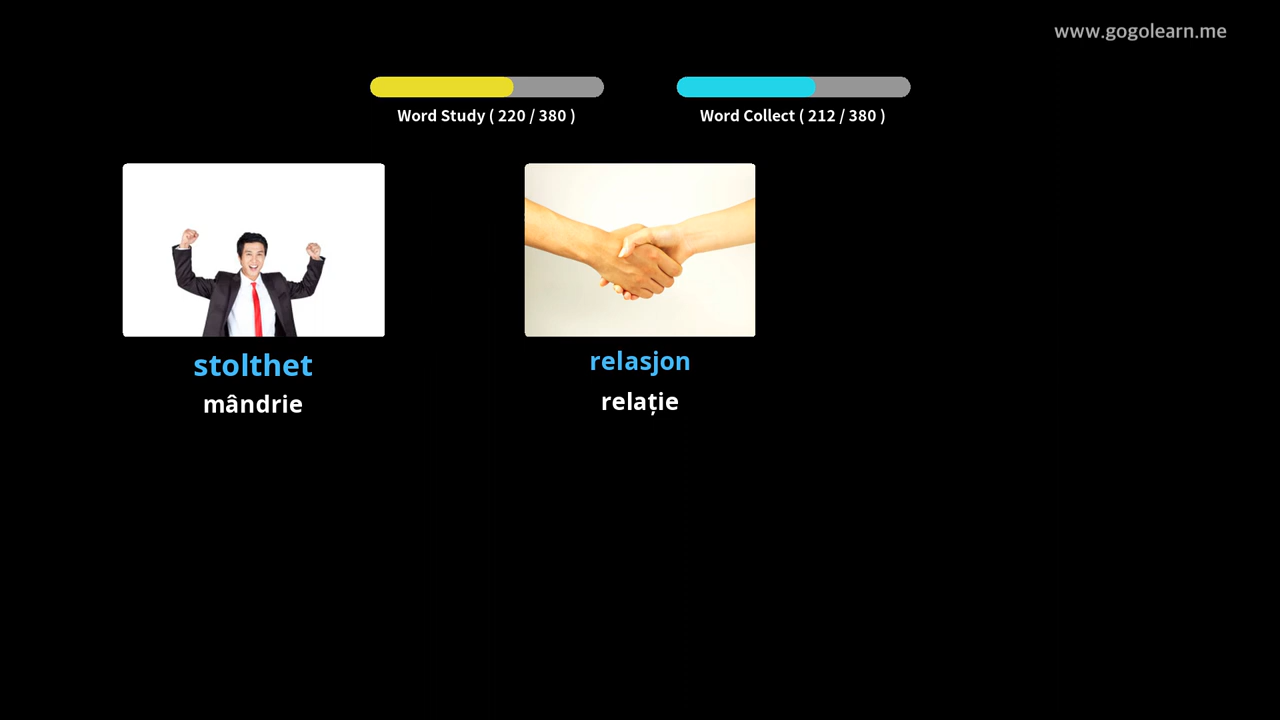 www.gogolearn.me
Word Study ( 220 / 380 )
Word Collect ( 212 / 380 )
stolthet
mândrie
relasjon
relație